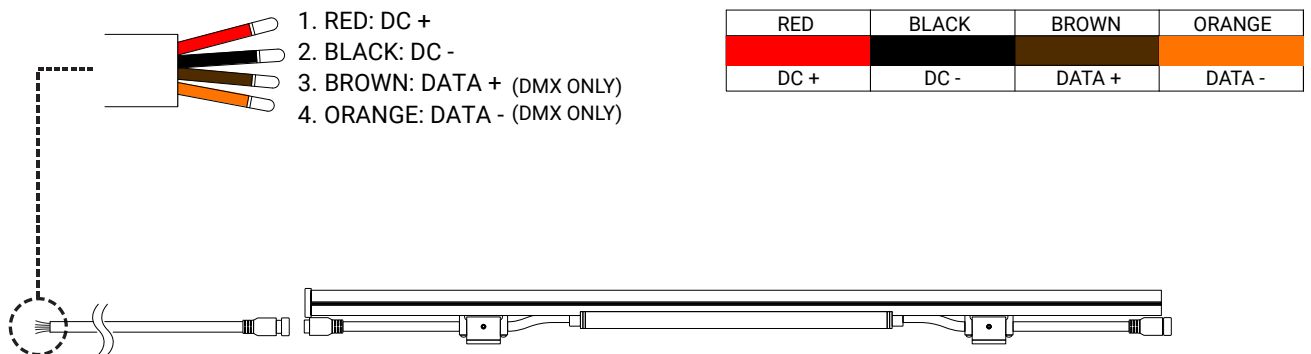 1. RED: DC +
2. BLACK: DC -
3. BROWN: DATA + (DMX ONLY)
4. ORANGE: DATA - (DMX ONLY)
RED BLACK BROWN ORANGE
DC + DC - DATA + DATA -